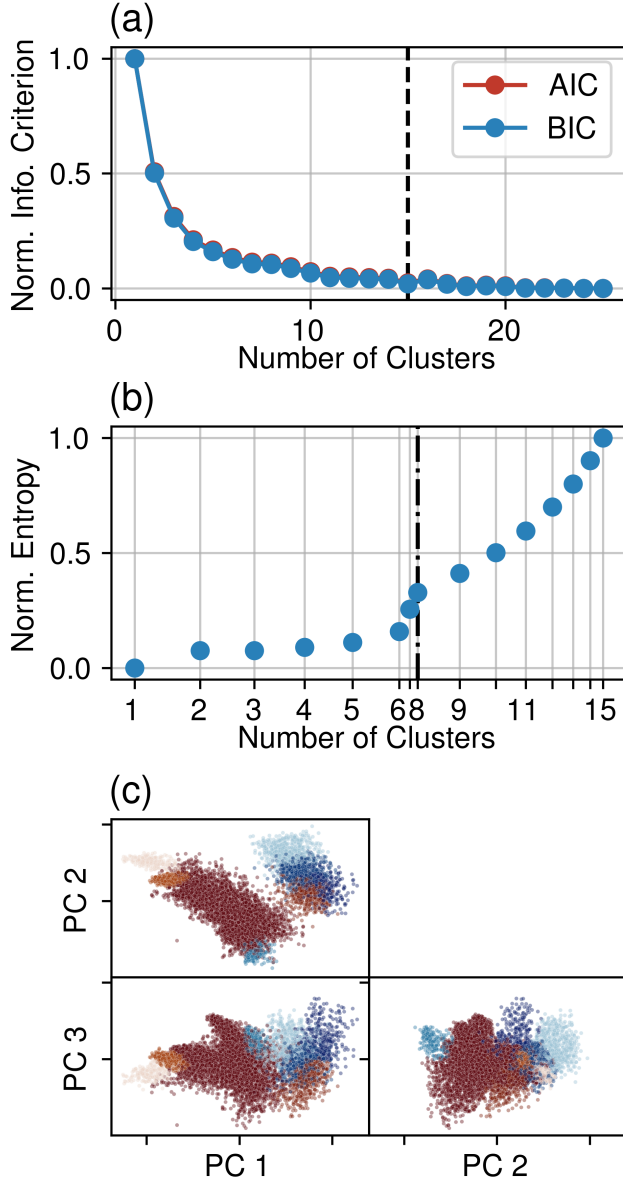 (a)
Norm. Info. Criterion
1.0
0.5
0.0
AIC
BIC
0 10 20
Number of Clusters
(b)
Norm. Entropy
1.0
0.5
0.0
1 2 3 4 5 6 8 9 11 15
Number of Clusters
(c)
PC 2
PC 3
PC 1
PC 2